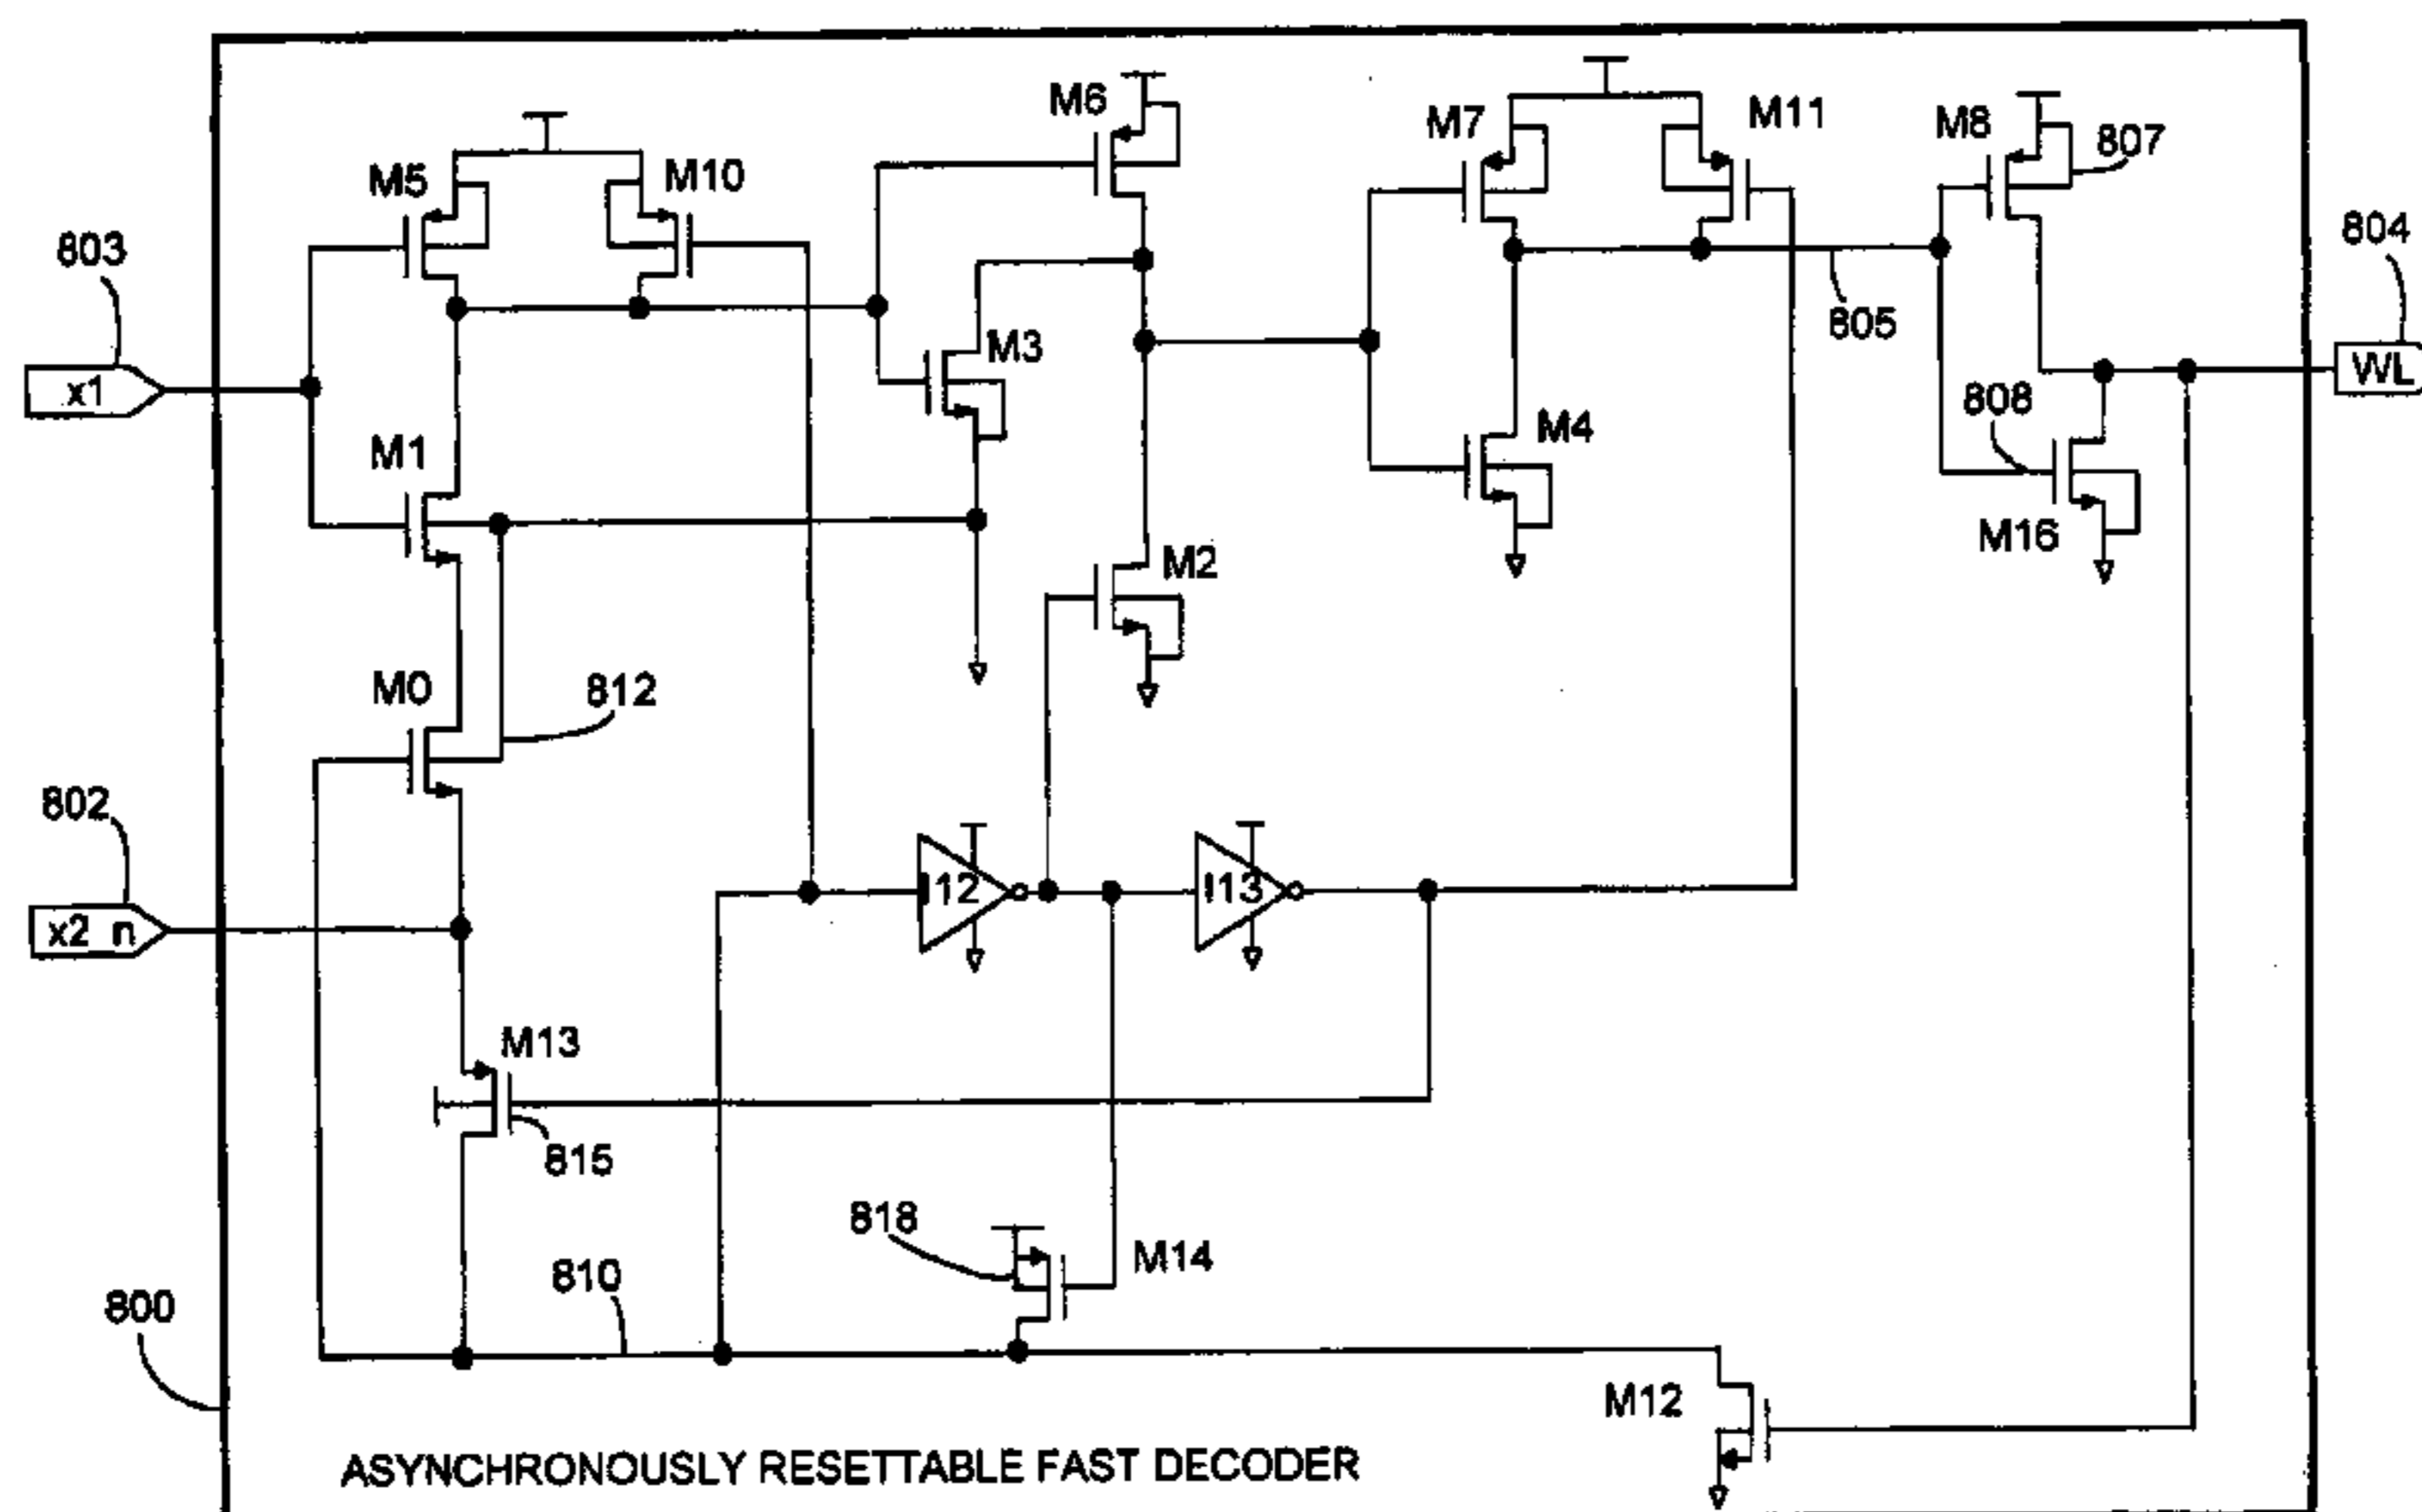 M6
M7
M11
M8
807
M5
M10
804
803
805
M3
WL
x1
808
M4
M1
M16
M2
M0
812
802
I12
I13
x2 n
M13
815
818
M14
810
800
M12
ASYNCHRONOUSLY RESETTABLE FAST DECODER